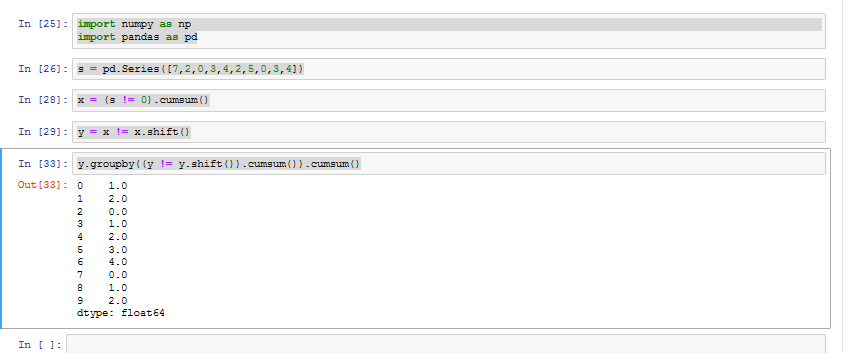 In [25]: import numpy as np
import pandas as pd
In [26]: s = pd.Series([7,2,0,3,4,2,5,0,3,4])
In [28]: x = (s != 0).cumsum()
In [29]: y = x != x.shift()
In [33]: y.groupby((y != y.shift()).cumsum()).cumsum()
Out[33]: 0 1.0
1 2.0
2 0.0
3 1.0
4 2.0
5 3.0
6 4.0
7 0.0
8 1.0
9 2.0
dtype: float64
In [ ]: